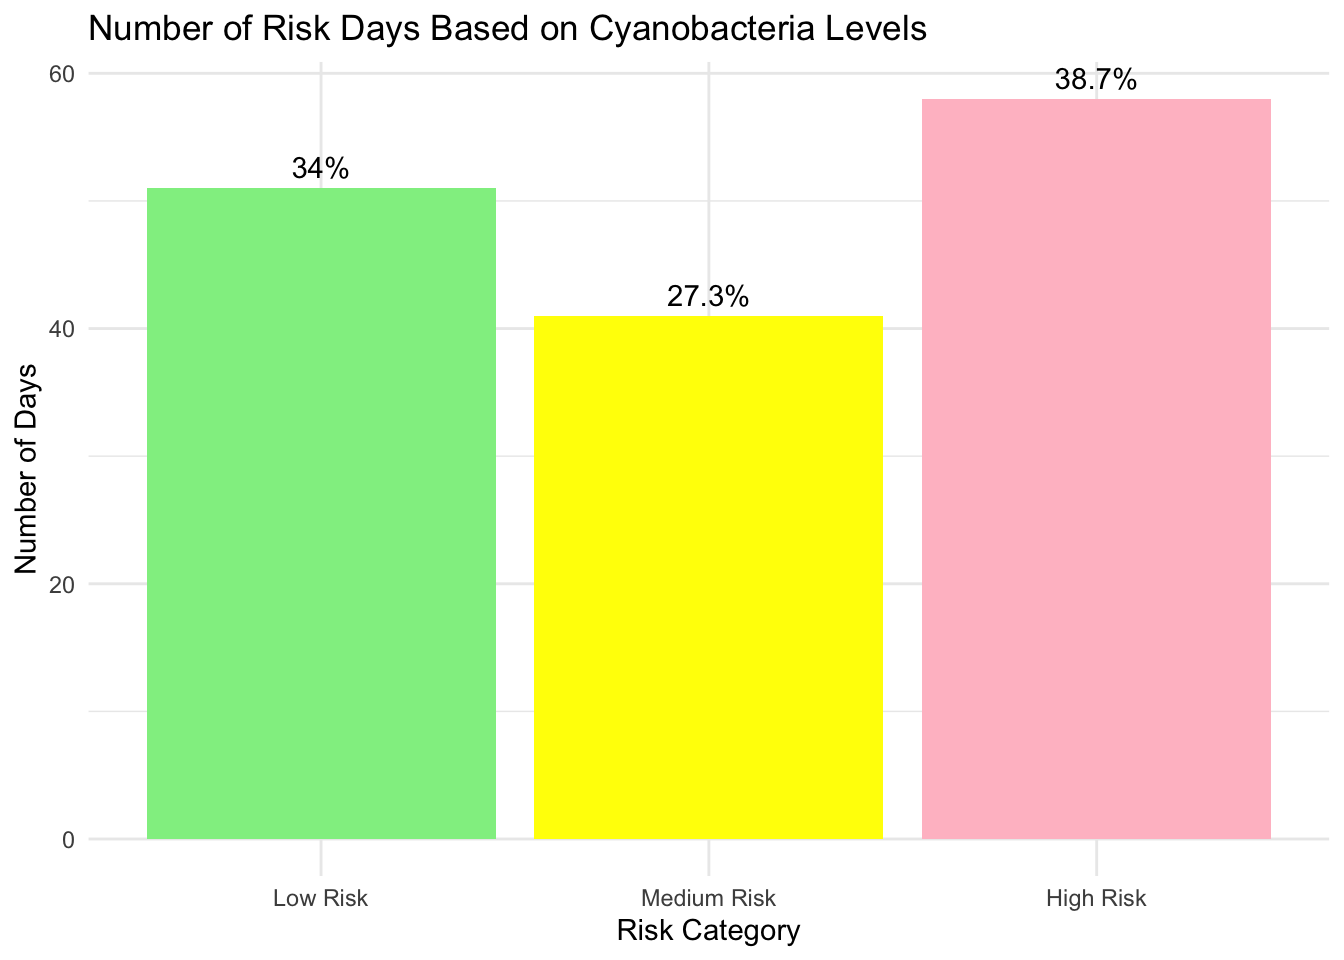 Number of Risk Days Based on Cyanobacteria Levels
60
38.7%
34%
27.3%
40
20
0
Number of Days
Low Risk
Medium Risk
High Risk
Risk Category